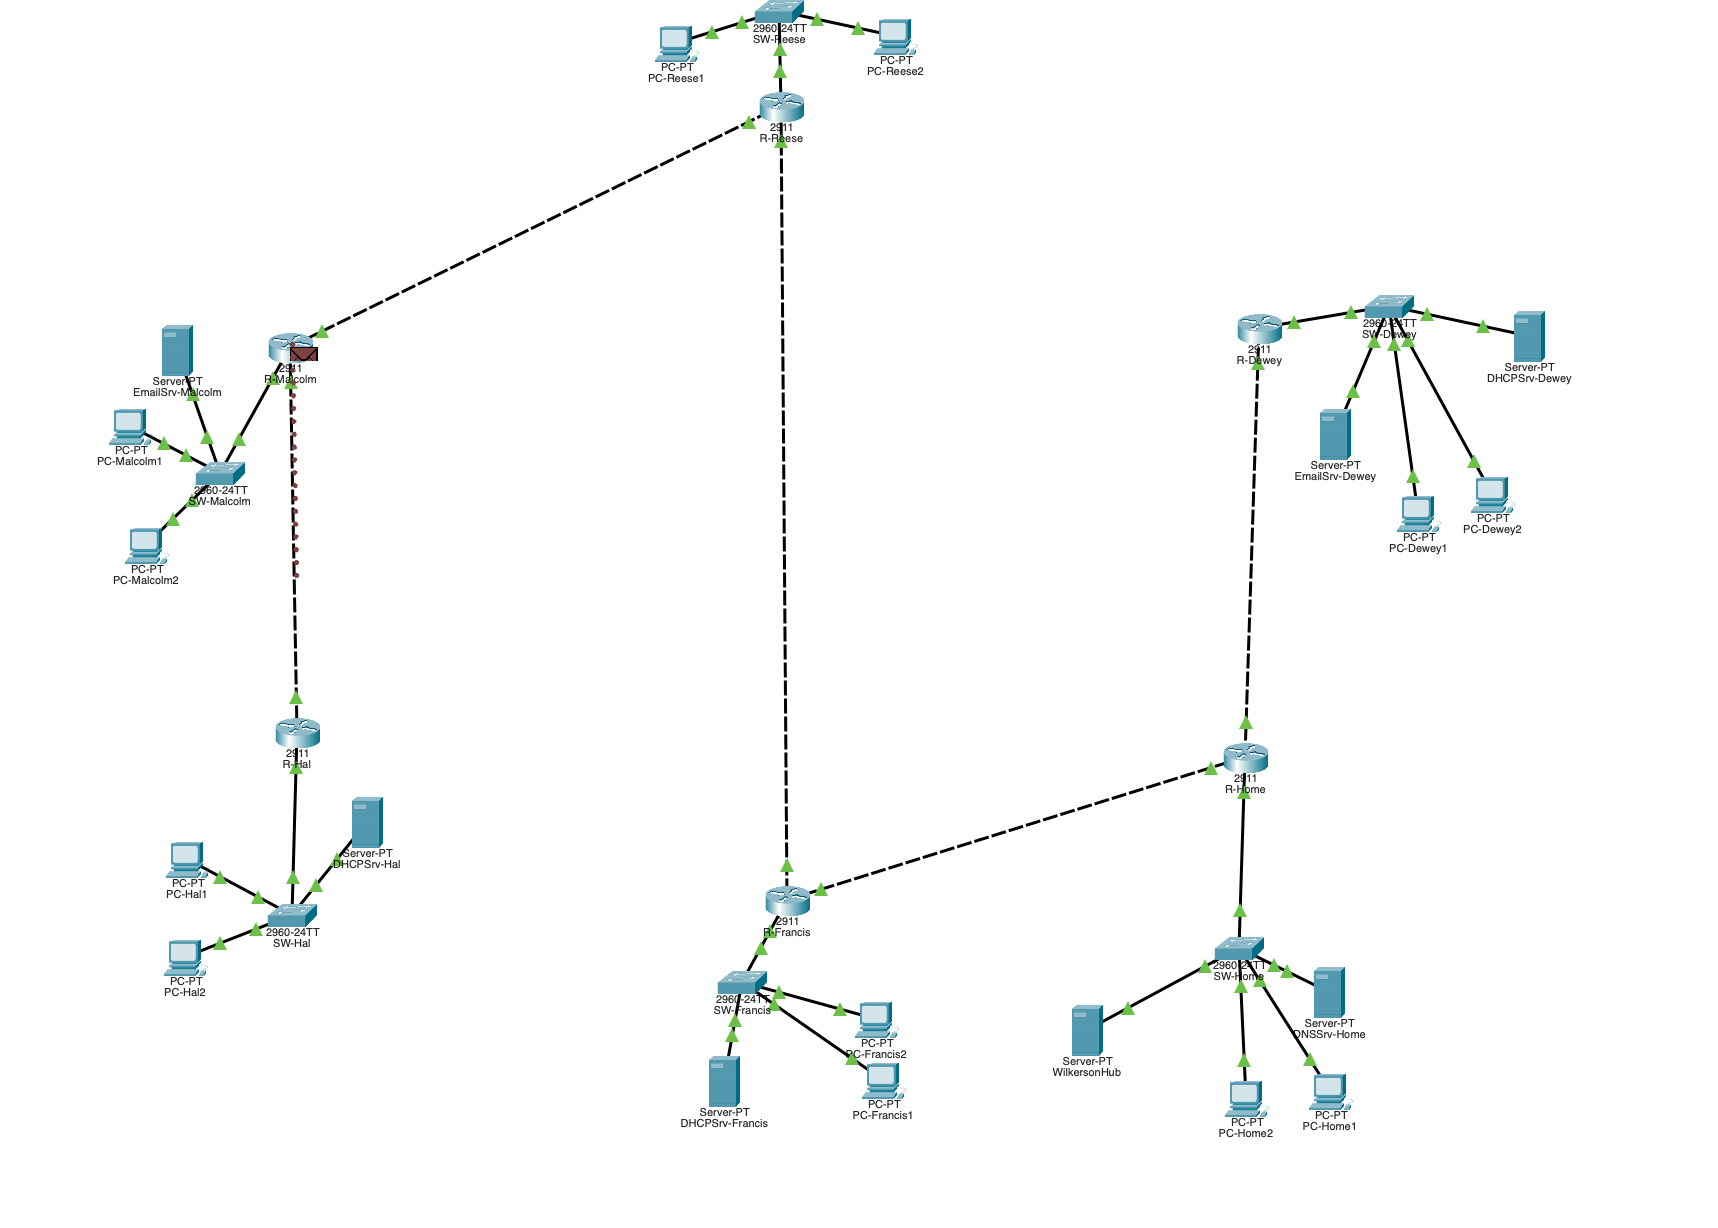 2960-24TT
SW-Reese
PC-PT
PC-Reese1
PC-PT
PC-Reese2
2911
R-Reese
2911
R-Malcolm
Server-PT
EmailSrv-Malcolm
PC-PT
PC-Malcolm1
2960-24TT
SW-Malcolm
PC-PT
PC-Malcolm2
2911
R-Dewey
2960-24TT
SW-Dewey
Server-PT
DHCPSrv-Dewey
Server-PT
EmailSrv-Dewey
PC-PT
PC-Dewey1
PC-PT
PC-Dewey2
2911
R-Hal
Server-PT
DHCPSrv-Hal
PC-PT
PC-Hal1
2960-24TT
SW-Hal
PC-PT
PC-Hal2
2911
R-Home
2911
R-Francis
2960-24TT
SW-Francis
PC-PT
PC-Francis2
PC-PT
PC-Francis1
Server-PT
DHCPSrv-Francis
2960-24TT
SW-Home
Server-PT
DNSSrv-Home
Server-PT
WilkersonHub
PC-PT
PC-Home2
PC-PT
PC-Home1